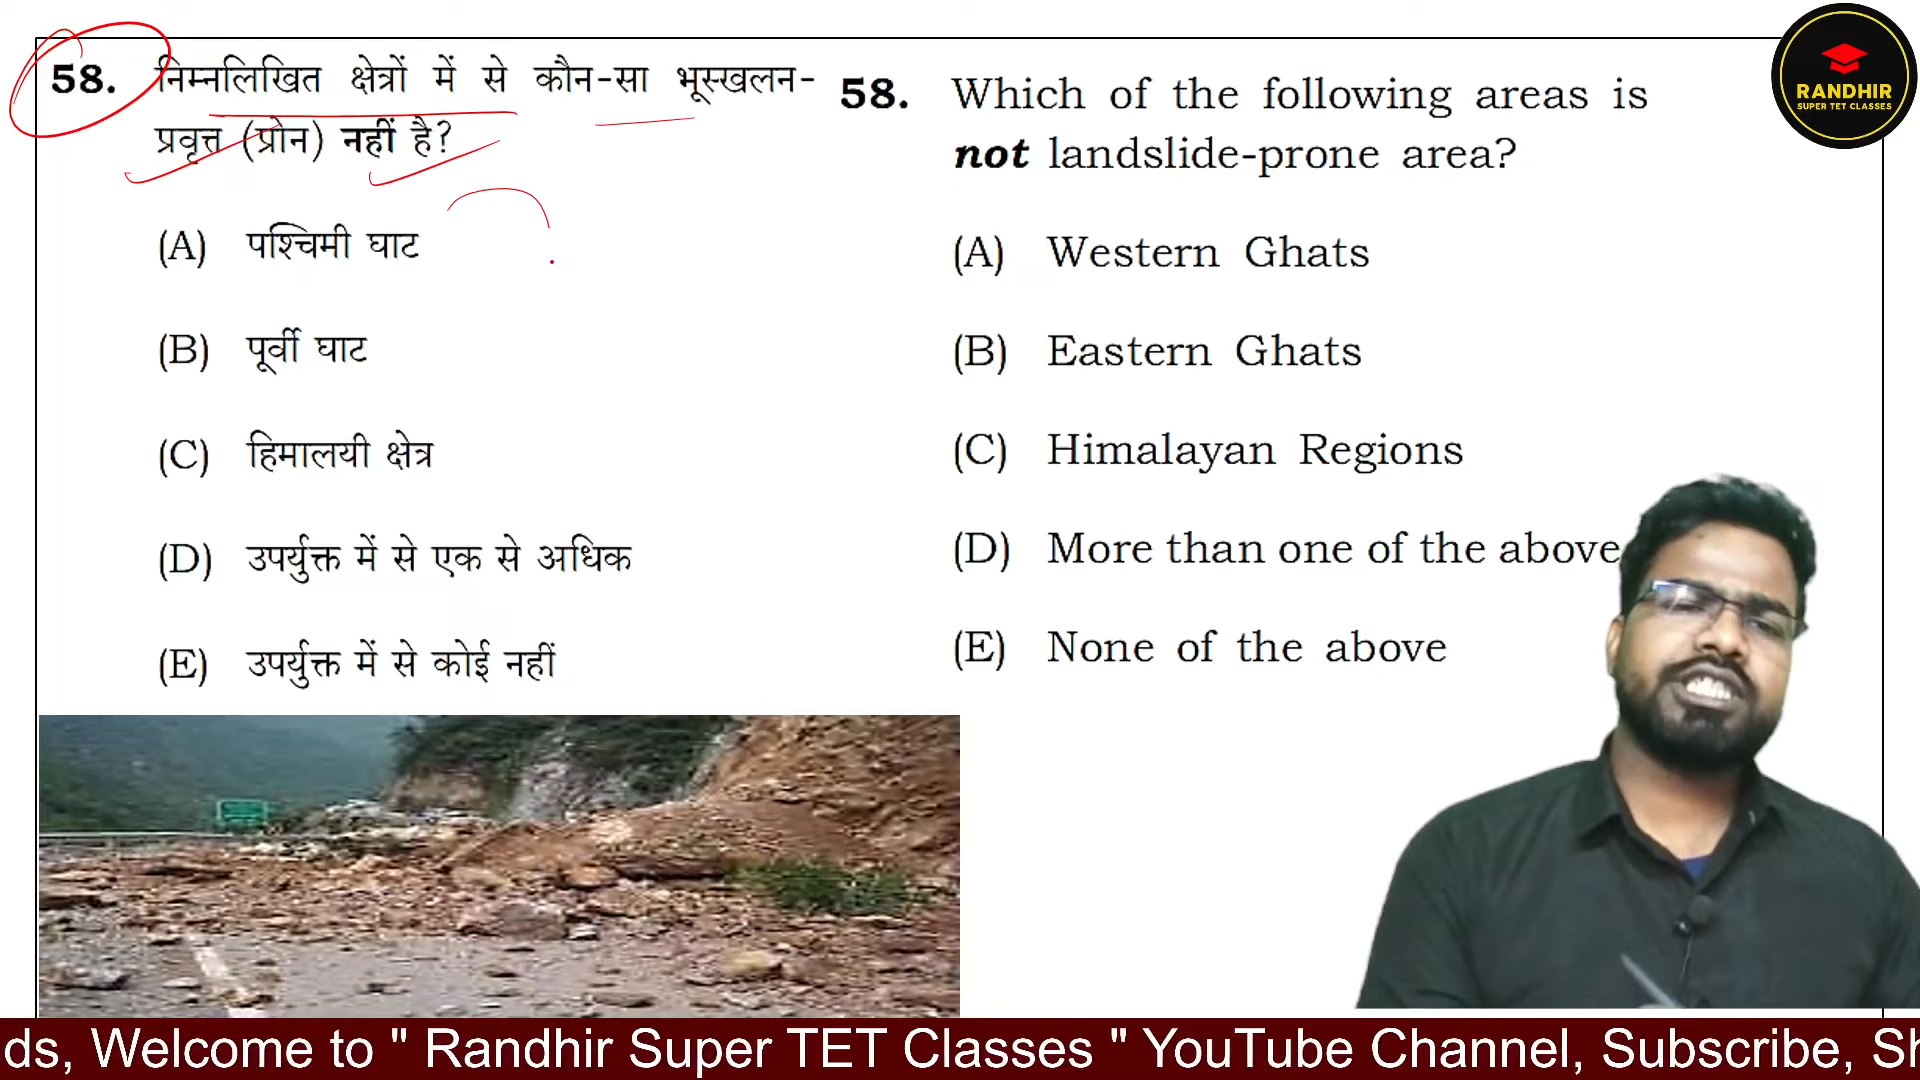 58. निम्नलिखित क्षेत्रों में से कौन-सा भूस्खलन-
प्रवृत्त (प्रोन) नहीं है?
(A) पश्चिमी घाट
(B) पूर्वी घाट
(C) हिमालयी क्षेत्र
(D) उपर्युक्त में से एक से अधिक
(E) उपर्युक्त में से कोई नहीं
58. Which of the following areas is
not landslide-prone area?
(A) Western Ghats
(B) Eastern Ghats
(C) Himalayan Regions
(D) More than one of the above
(E) None of the above
RANDHIR
SUPER TET CLASSES
ds, Welcome to " Randhir Super TET Classes " YouTube Channel, Subscribe, Sh